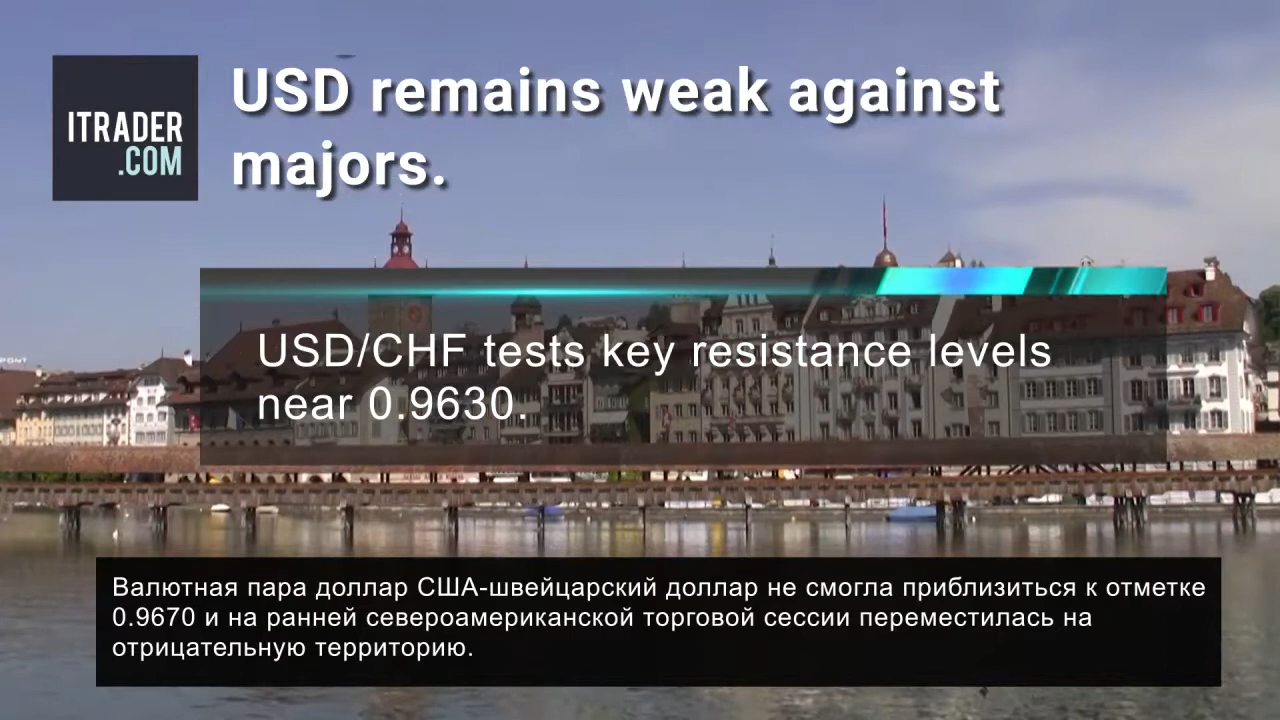 ITRADER
.COM
USD remains weak against
majors.
USD/CHF tests key resistance levels
near 0.9630.
Валютная пара доллар США-швейцарский доллар не смогла приблизиться к отметке
0.9670 и на ранней североамериканской торговой сессии переместилась на
отрицательную территорию.